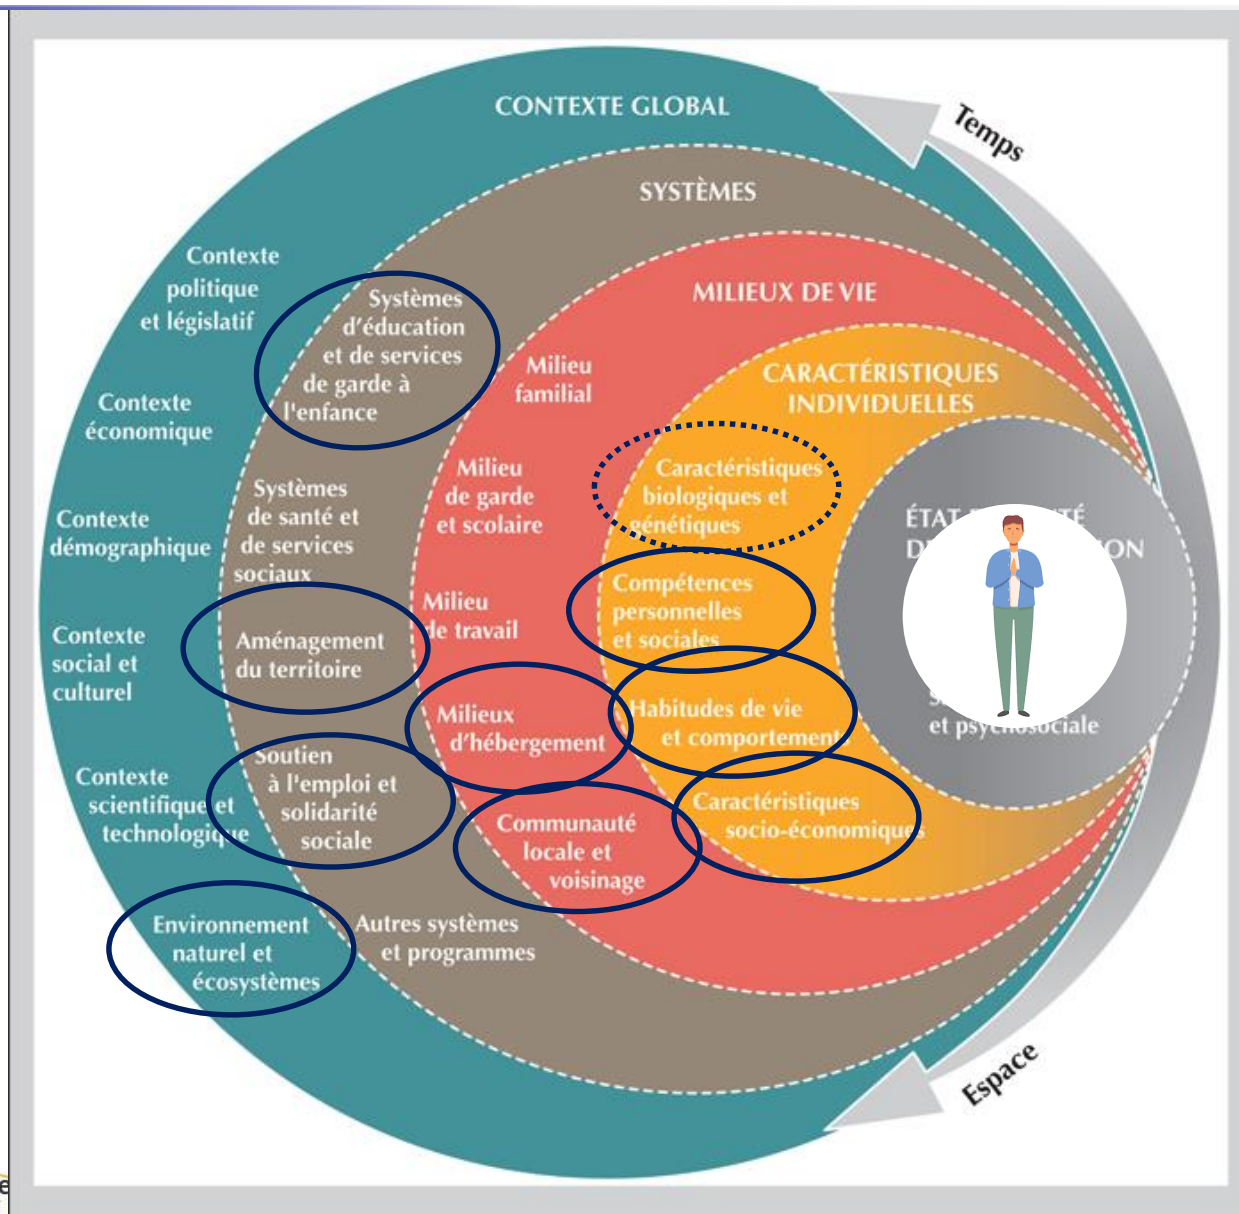 CONTEXTE GLOBAL
Temps
SYSTÈMES
MILIEUX DE VIE
CARACTÉRISTIQUES
INDIVIDUELLES
Contexte
politique
et législatif
Contexte
économique
Contexte
démographique
Contexte
social et
culturel
Contexte
scientifique et
technologique
Environnement
naturel et
écosystèmes
Systèmes
d'éducation
et de services
de garde à
l'enfance
Systèmes
de santé et
de services
sociaux
Aménagement
du territoire
Soutien
à l'emploi et
solidarité
sociale
Autres systèmes
et programmes
Milieu
familial
Milieu
de garde
et scolaire
Milieu
de travail
Milieux
d'hébergement
Communauté
locale et
voisinage
Caractéristiques
biologiques et
génétiques
Compétences
personnelles
et sociales
Habitudes de vie
et comportements
Caractéristiques
socio-économiques
ÉTAT
et psychosociale
Espace